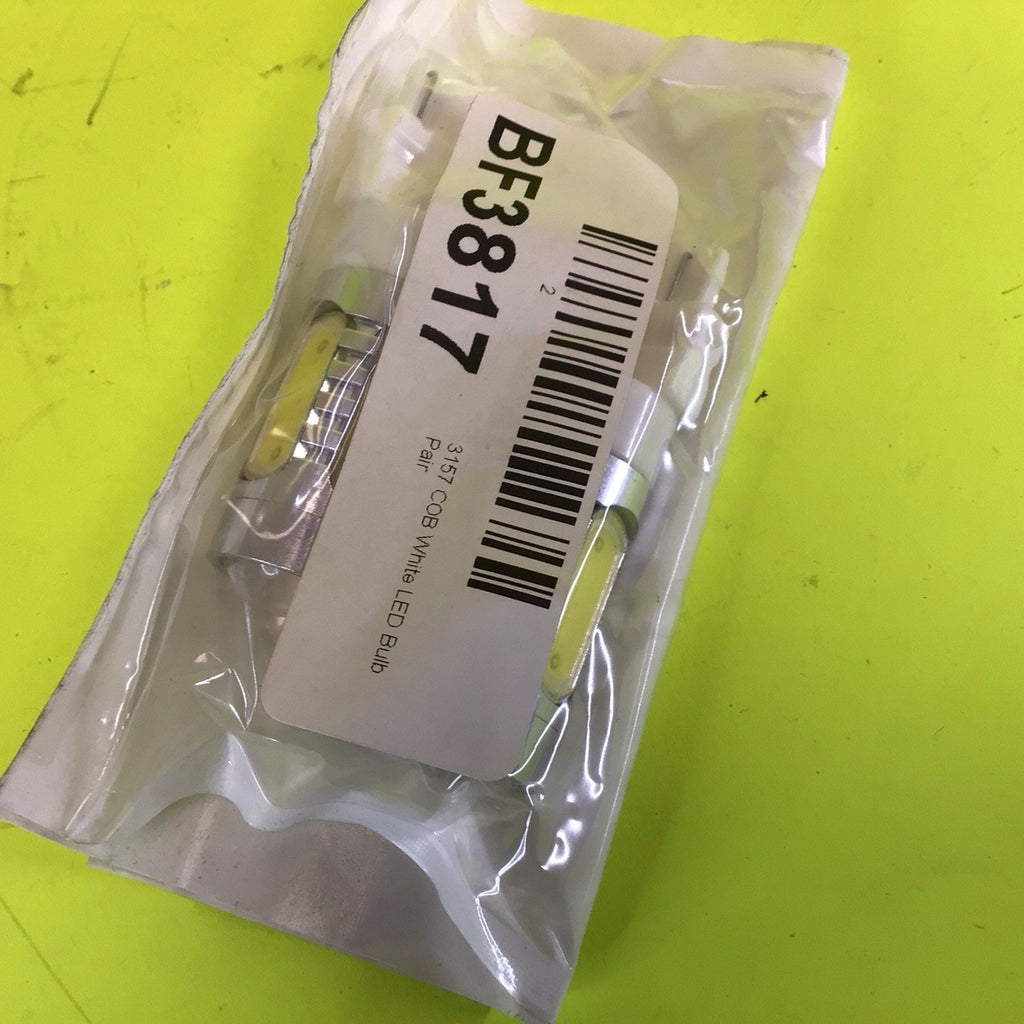 BF3817
2
3157 COB White LED Bulb
Pair